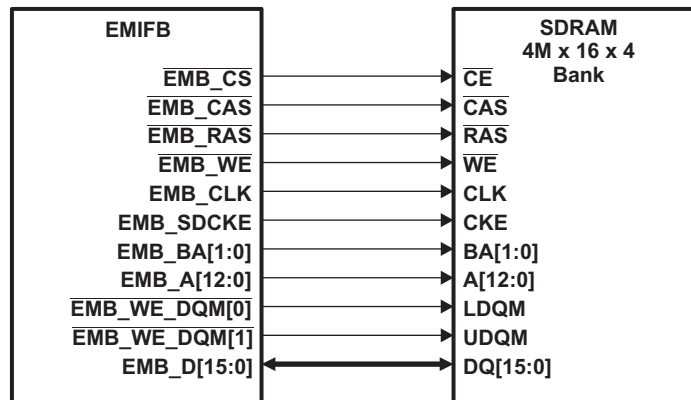 EMIFB
EMB_CS
EMB_CAS
EMB_RAS
EMB_WE
EMB_CLK
EMB_SDCKE
EMB_BA[1:0]
EMB_A[12:0]
EMB_WE_DQM[0]
EMB_WE_DQM[1]
EMB_D[15:0]
SDRAM
4M x 16 x 4
Bank
CE
CAS
RAS
WE
CLK
CKE
BA[1:0]
A[12:0]
LDQM
UDQM
DQ[15:0]